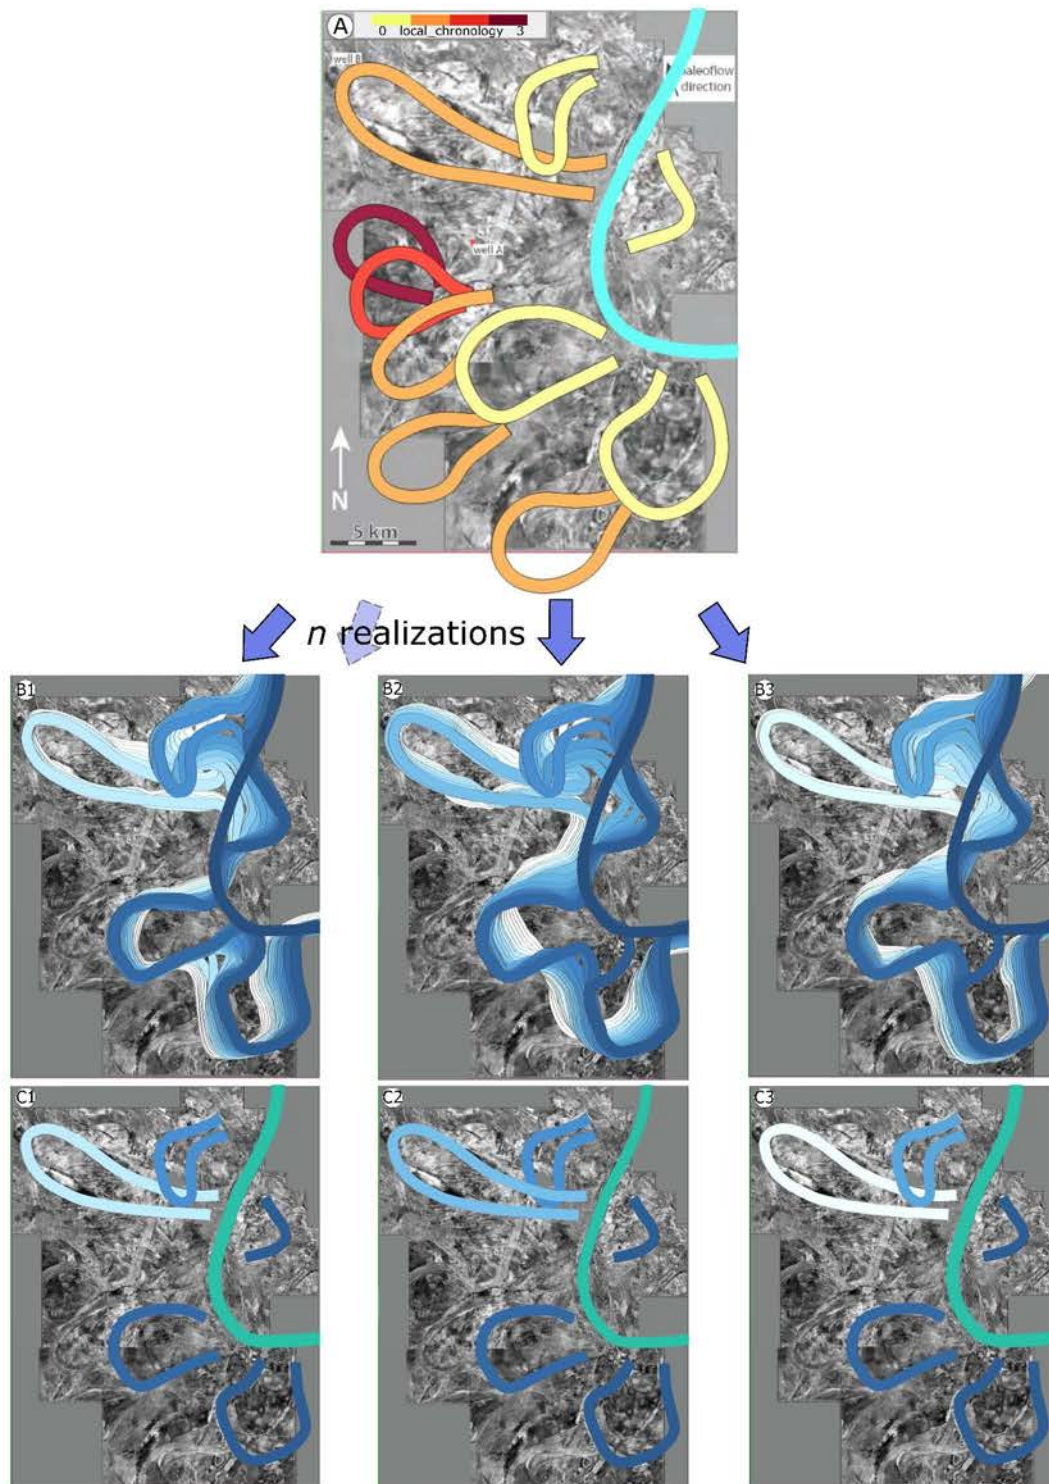 A
0 local_chronology 3
well B
paleoflow
direction
well A
N
5 km
n realizations
B1
B2
B3
C1
C2
C3